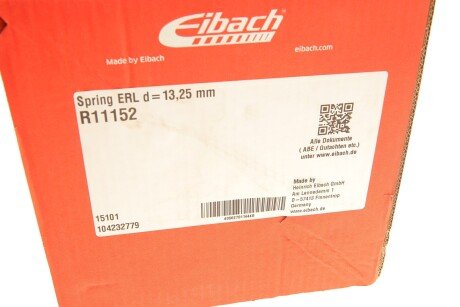 Eibach
Made by Eibach
eibach.com
Spring ERL d=13,25 mm
R11152
Alle Dokumente
( ABE / Gutachten etc.)
unter www.eibach.de
Made by
Heinrich Eibach GmbH
Am Lennedamm 1
D-57413 Finnentrop
Germany
www.eibach.de
15101
104232779